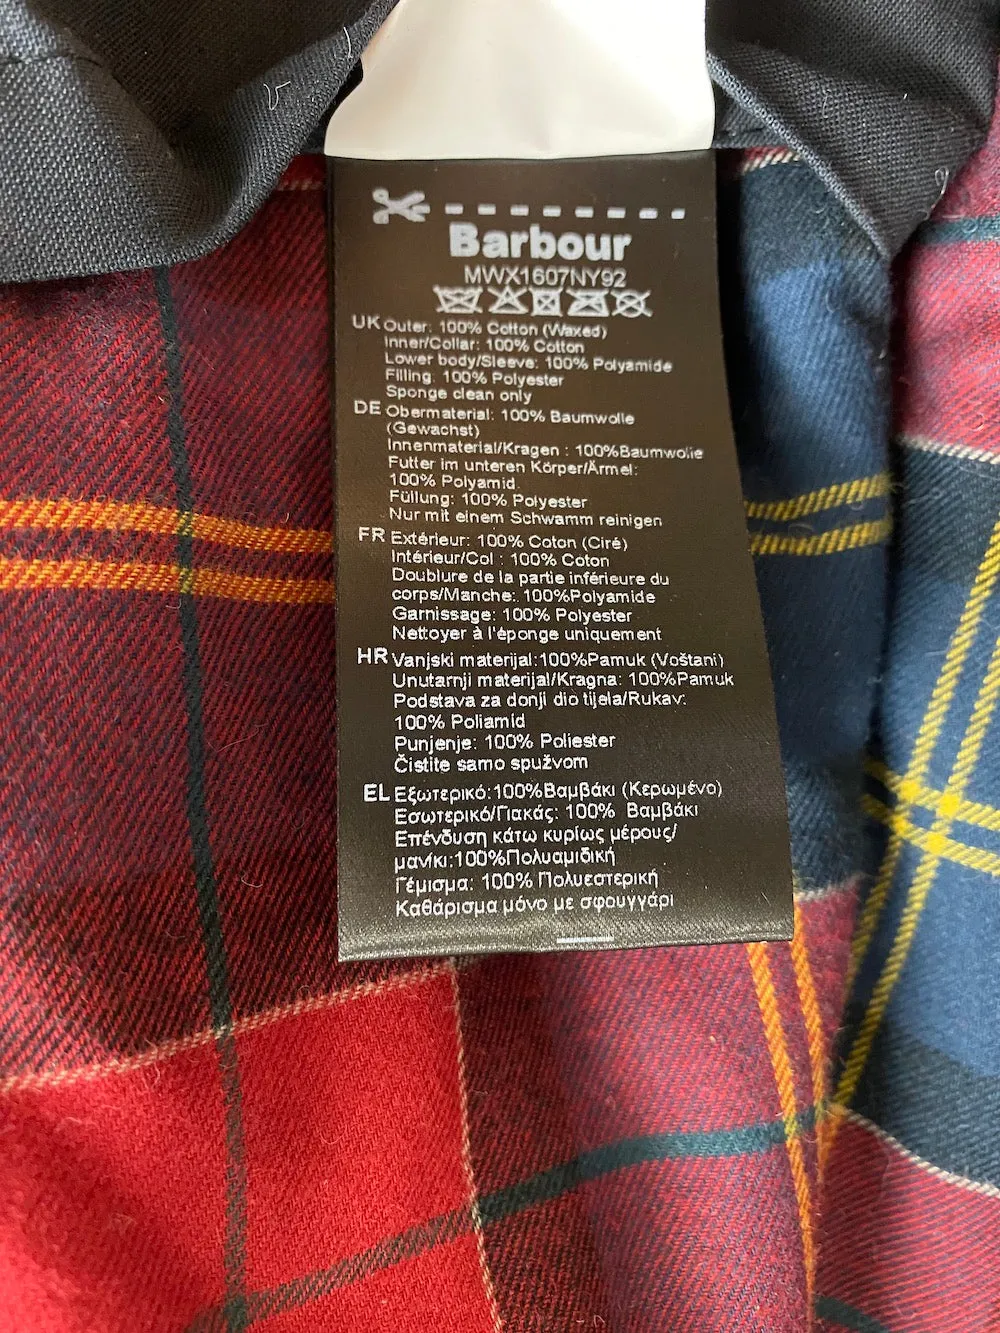 Barbour
MWX1607NY92
UK Outer: 100% Cotton (Waxed)
Inner/Collar: 100% Cotton
Lower body/Sleeve: 100% Polyamide
Filling: 100% Polyester
Sponge clean only
DE Obermaterial: 100% Baumwolle
(Gewachst)
Innenmaterial/Kragen : 100%Baumwolle
Futter im unteren Körper/Ärmel:
100% Polyamid.
Füllung: 100% Polyester
Nur mit einem Schwamm reinigen
FR Extérieur: 100% Coton (Ciré)
Intérieur/Col : 100% Coton
Doublure de la partie inférieure du
corps/Manche: 100%Polyamide
Garnissage: 100% Polyester
Nettoyer à l'éponge uniquement
HR Vanjski materijal:100%Pamuk (Voštani)
Unutarnji materijal/Kragna: 100%Pamuk
Podstava za donji dio tijela/Rukav:
100% Poliamid
Punjenje: 100% Poliester
Čistite samo spužvom
EL Εξωτερικό:100%Βαμβάκι (Κερωμένο)
Εσωτερικό/Γιακάς: 100% Βαμβάκι
Επένδυση κάτω κυρίως μέρους/
μανίκι:100%Πολυαμιδική
Γέμισμα: 100% Πολυεστερική
Καθάρισμα μόνο με σφουγγάρι